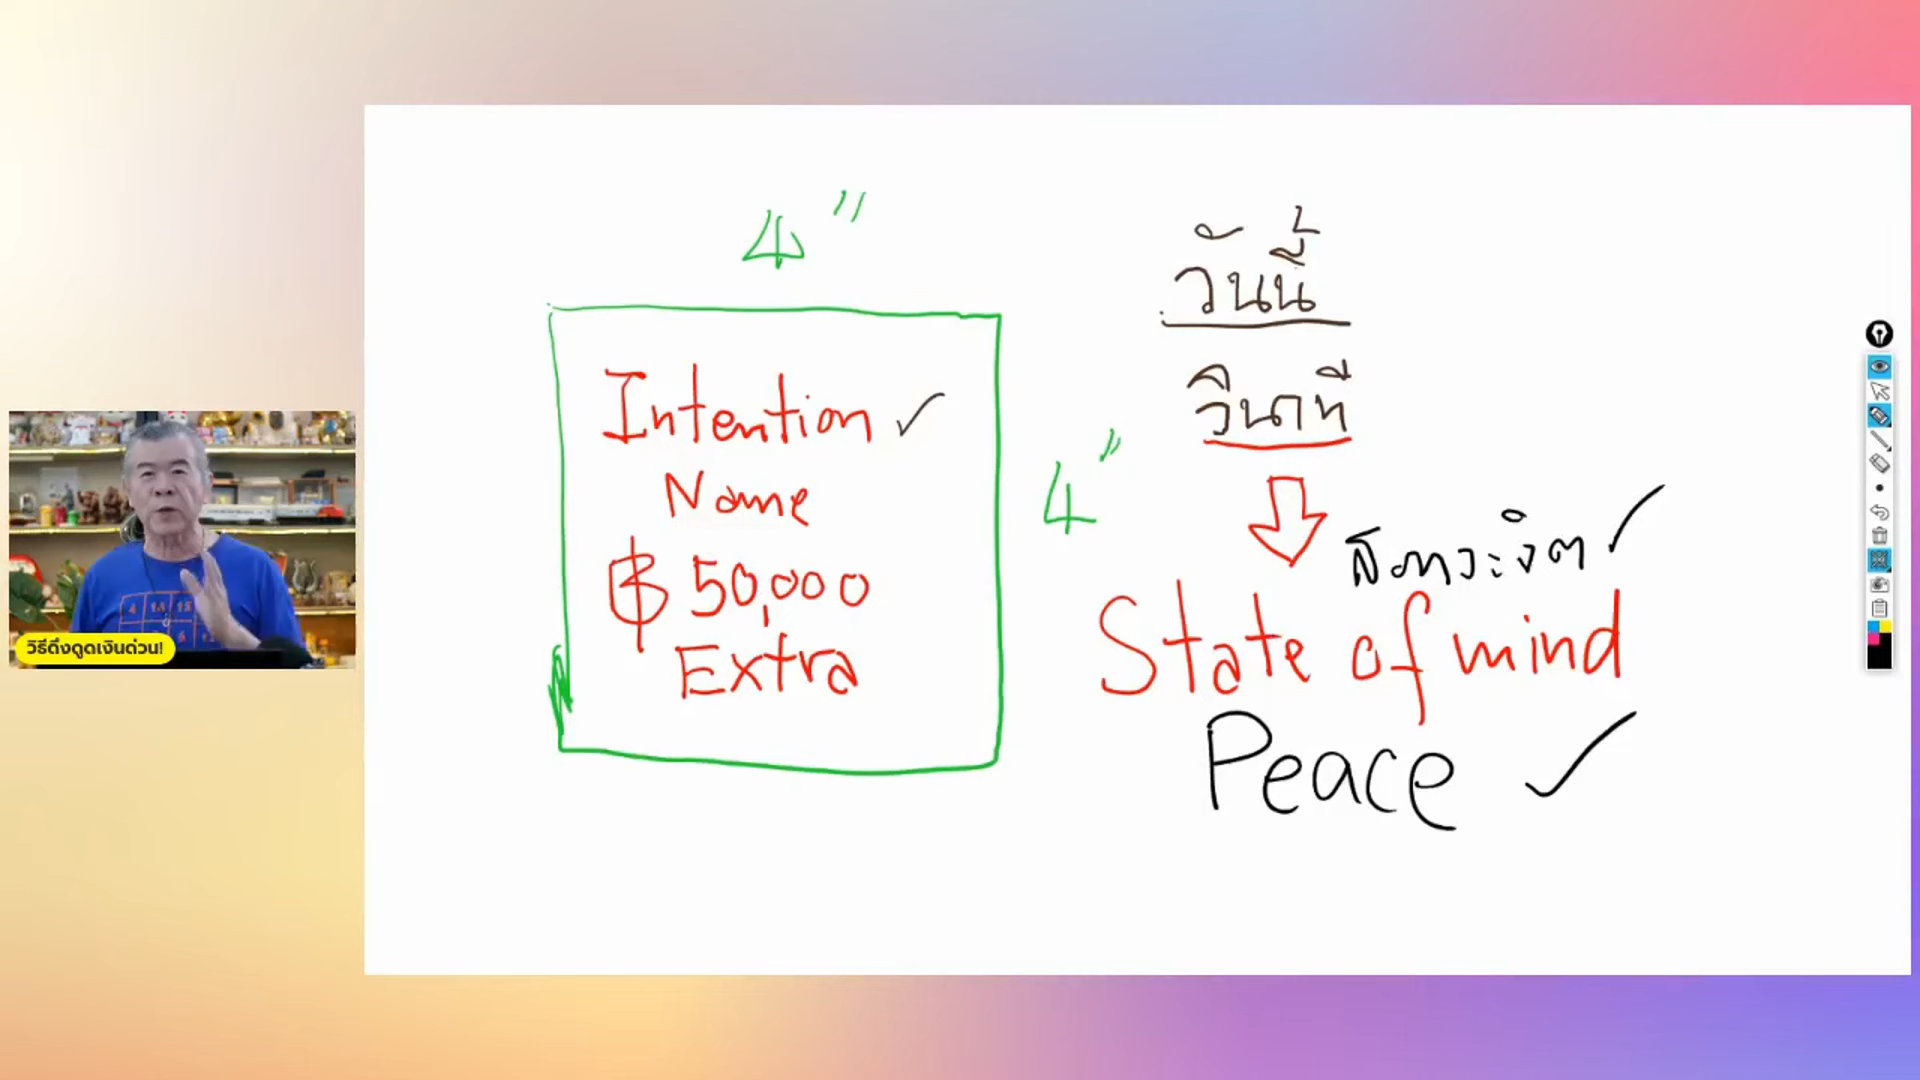 4"
Intention ✓
Name
฿ 50,000
Extra
4"
วันนี้
วินาที
สภาวะจิต ✓
State of mind
Peace ✓
วิธีดึงดูดเงินด่วน!